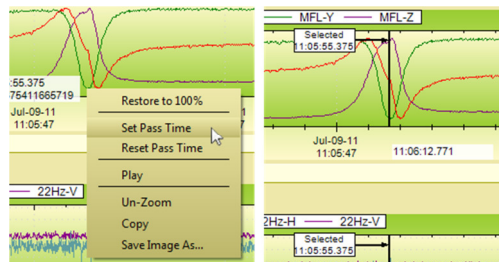 :55.375
75411665719
Jul-09-11
11:05:47
22Hz-V
Restore to 100%
Set Pass Time
Reset Pass Time
Play
Un-Zoom
Copy
Save Image As...
MFL-Y MFL-Z
Selected
11:05:55.375
Jul-09-11
11:05:47
11:06:12.771
2Hz-H 22Hz-V
Selected
11:05:55.375